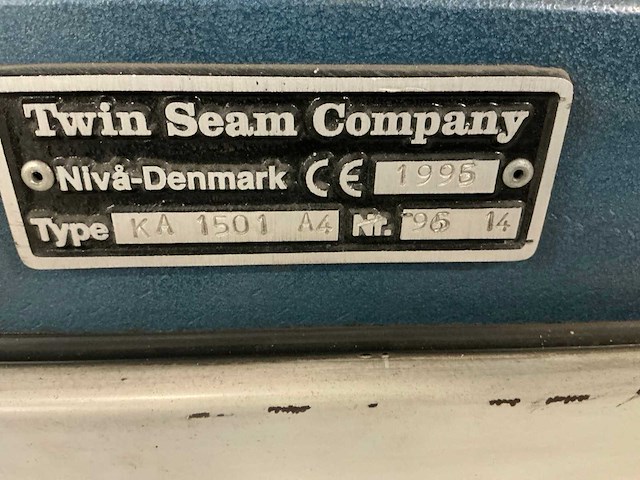 Twin Seam Company
Nivå-Denmark CE 1995
Type KA 1501 A4 Nr. 96 14